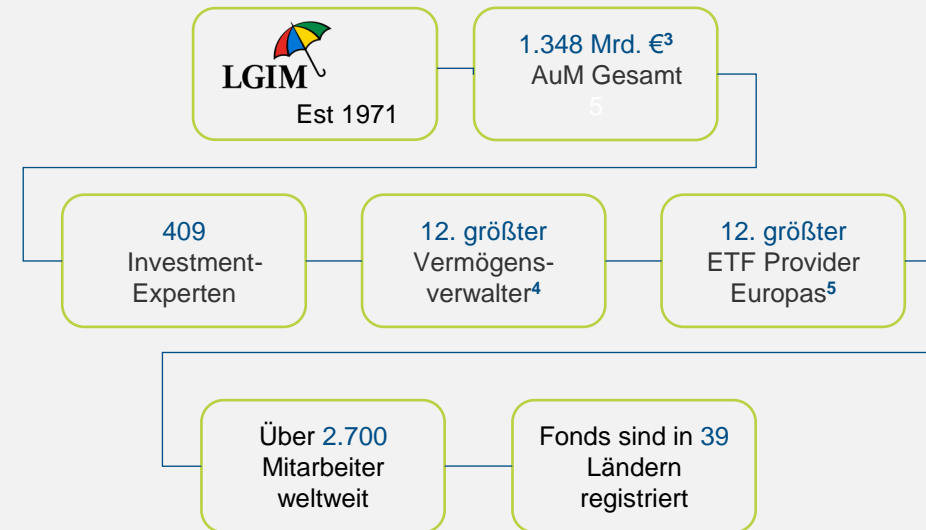 LGIM
Est 1971
1.348 Mrd. €³
AuM Gesamt
5
409
Investment-
Experten
12. größter
Vermögens-
verwalter⁴
12. größter
ETF Provider
Europas⁵
Über 2.700
Mitarbeiter
weltweit
Fonds sind in 39
Ländern
registriert